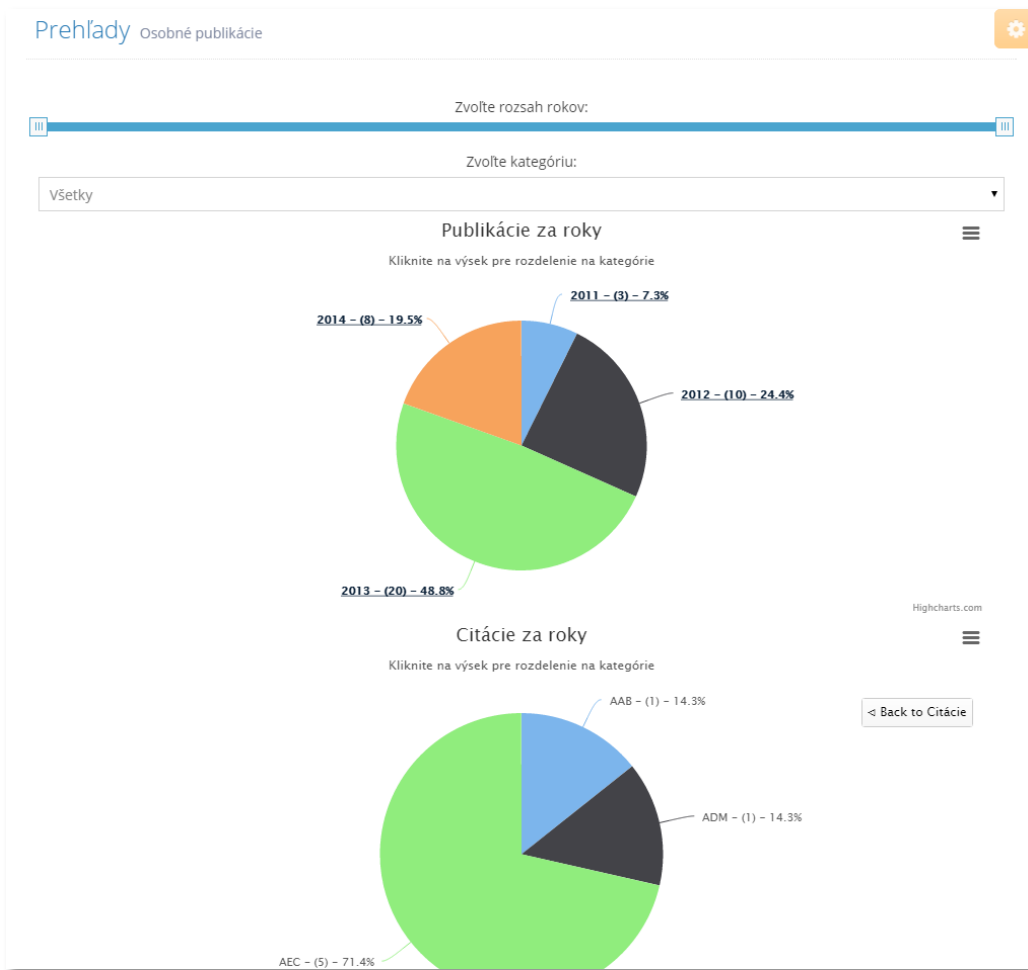 Prehľady Osobné publikácie
Zvoľte rozsah rokov:
Zvoľte kategóriu:
Všetky
Publikácie za roky
Kliknite na výsek pre rozdelenie na kategórie
2011 – (3) – 7.3%
2014 – (8) – 19.5%
2012 – (10) – 24.4%
2013 – (20) – 48.8%
Highcharts.com
Citácie za roky
Kliknite na výsek pre rozdelenie na kategórie
AAB – (1) – 14.3%
◅ Back to Citácie
ADM – (1) – 14.3%
AEC – (5) – 71.4%